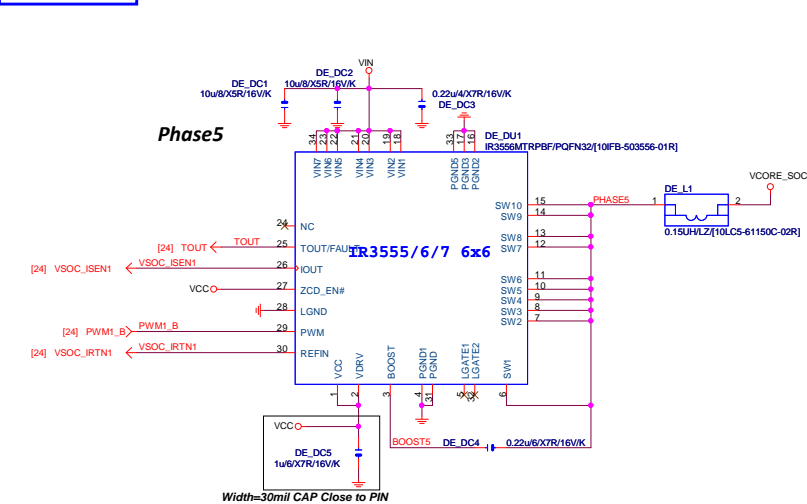 VIN
DE_DC2
DE_DC1
10u/8/X5R/16V/K
10u/8/X5R/16V/K
0.22u/4/X7R/16V/K
DE_DC3
Phase5
34
23
22
21
20
19
18
33
17
16
DE_DU1
IR3556MTRPBF/PQFN32/[10IFB-503556-01R]
VIN7
VIN6
VIN5
VIN4
VIN3
VIN2
VIN1
PGND5
PGND3
PGND2
DE_L1
VCORE_SOC
SW10 15 PHASE5 1 2
SW9 14
24 NC
0.15UH/LZ/[10LC5-61150C-02R]
SW8 13
SW7 12
[24] TOUT TOUT 25 TOUT/FAULT
IR3555/6/7 6x6
[24] VSOC_ISEN1 VSOC_ISEN1 26 IOUT
SW6 11
SW5 10
VCC 27 ZCD_EN#
SW4 9
SW3 8
28 LGND
SW2 7
[24] PWM1_B PWM1_B 29 PWM
[24] VSOC_IRTN1 VSOC_IRTN1 30 REFIN
VCC
VDRV
BOOST
PGND1
PGND
LGATE1
LGATE2
SW1
1
2
3
4
31
5
32
6
VCC
BOOST5 DE_DC4 0.22u/6/X7R/16V/K
DE_DC5
1u/6/X7R/16V/K
Width=30mil CAP Close to PIN